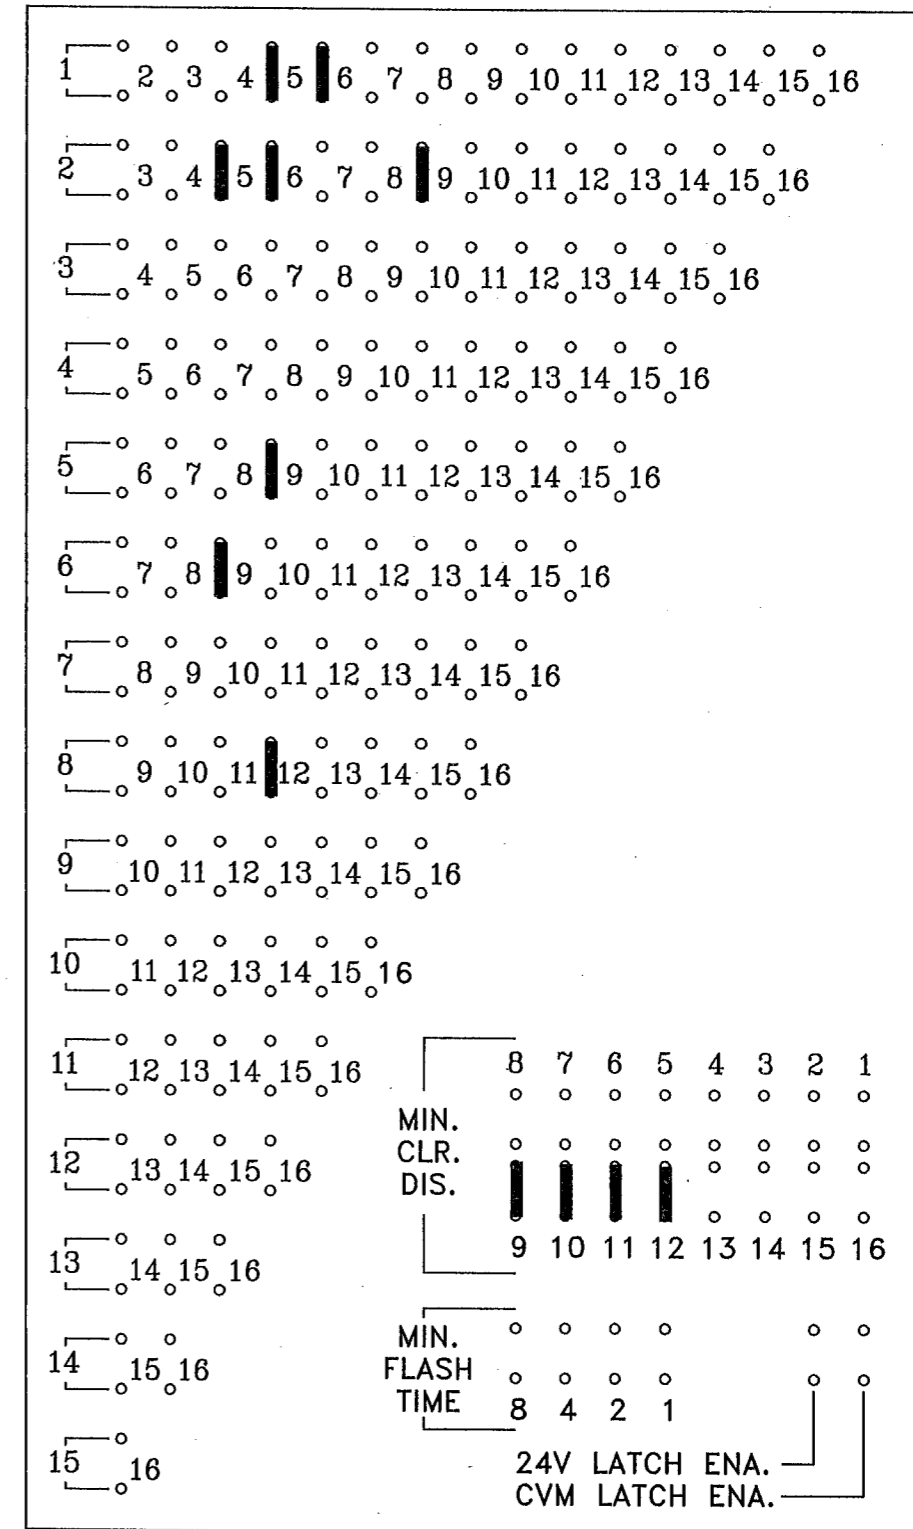 1 2 3 4 5 6 7 8 9 10 11 12 13 14 15 16
2 3 4 5 6 7 8 9 10 11 12 13 14 15 16
3 4 5 6 7 8 9 10 11 12 13 14 15 16
4 5 6 7 8 9 10 11 12 13 14 15 16
5 6 7 8 9 10 11 12 13 14 15 16
6 7 8 9 10 11 12 13 14 15 16
7 8 9 10 11 12 13 14 15 16
8 9 10 11 12 13 14 15 16
9 10 11 12 13 14 15 16
10 11 12 13 14 15 16
11 12 13 14 15 16
12 13 14 15 16
13 14 15 16
14 15 16
15 16
8 7 6 5 4 3 2 1
MIN.
CLR.
DIS.
9 10 11 12 13 14 15 16
MIN.
FLASH
TIME
8 4 2 1
24V LATCH ENA.
CVM LATCH ENA.